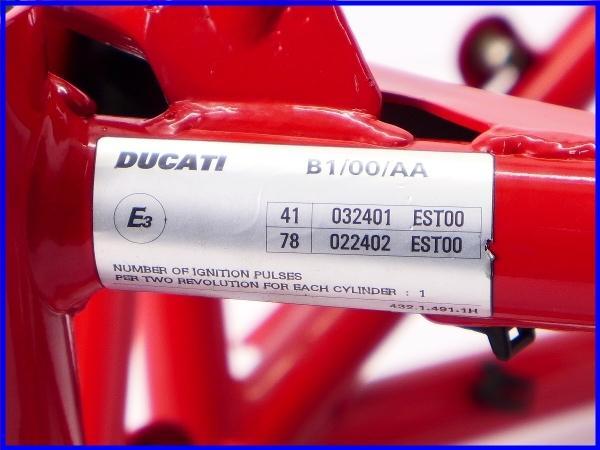 DUCATI B1/00/AA
E3
41 032401 EST00
78 022402 EST00
NUMBER OF IGNITION PULSES
PER TWO REVOLUTION FOR EACH CYLINDER : 1
432.1.491.1H